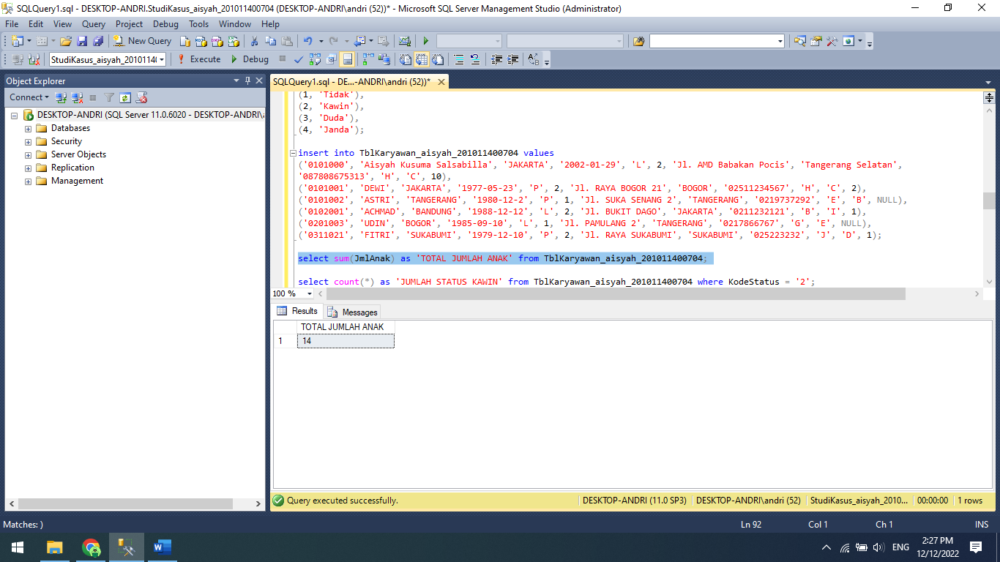 SQLQuery1.sql - DESKTOP-ANDRI.StudiKasus_aisyah_201011400704 (DESKTOP-ANDRI\andri (52))* - Microsoft SQL Server Management Studio (Administrator)
File Edit View Query Project Debug Tools Window Help
New Query
StudiKasus_aisyah_2010114 Execute Debug
Object Explorer
Connect
DESKTOP-ANDRI (SQL Server 11.0.6020 - DESKTOP-ANDRI\
Databases
Security
Server Objects
Replication
Management
SQLQuery1.sql - DE...-ANDRI\andri (52))*
(1, 'Tidak'),
(2, 'Kawin'),
(3, 'Duda'),
(4, 'Janda');
insert into TblKaryawan_aisyah_201011400704 values
('0101000', 'Aisyah Kusuma Salsabilla', 'JAKARTA', '2002-01-29', 'L', 2, 'Jl. AMD Babakan Pocis', 'Tangerang Selatan',
'087808675313', 'H', 'C', 10),
('0101001', 'DEWI', 'JAKARTA', '1977-05-23', 'P', 2, 'Jl. RAYA BOGOR 21', 'BOGOR', '02511234567', 'H', 'C', 2),
('0101002', 'ASTRI', 'TANGERANG', '1980-12-2', 'P', 1, 'Jl. SUKA SENANG 2', 'TANGERANG', '0219737292', 'E', 'B', NULL),
('0102001', 'ACHMAD', 'BANDUNG', '1988-12-12', 'L', 2, 'Jl. BUKIT DAGO', 'JAKARTA', '0211232121', 'B', 'I', 1),
('0201003', 'UDIN', 'BOGOR', '1985-09-10', 'L', 1, 'Jl. PAMULANG 2', 'TANGERANG', '0217866767', 'G', 'E', NULL),
('0311021', 'FITRI', 'SUKABUMI', '1979-12-10', 'P', 2, 'Jl. RAYA SUKABUMI', 'SUKABUMI', '025223232', 'J', 'D', 1);
select sum(JmlAnak) as 'TOTAL JUMLAH ANAK' from TblKaryawan_aisyah_201011400704;
select count(*) as 'JUMLAH STATUS KAWIN' from TblKaryawan_aisyah_201011400704 where KodeStatus = '2';
100 %
Results Messages
TOTAL JUMLAH ANAK
1 14
Query executed successfully. DESKTOP-ANDRI (11.0 SP3) DESKTOP-ANDRI\andri (52) StudiKasus_aisyah_2010... 00:00:00 1 rows
Matches: ) Ln 92 Col 1 Ch 1 INS
ENG
2:27 PM
12/12/2022